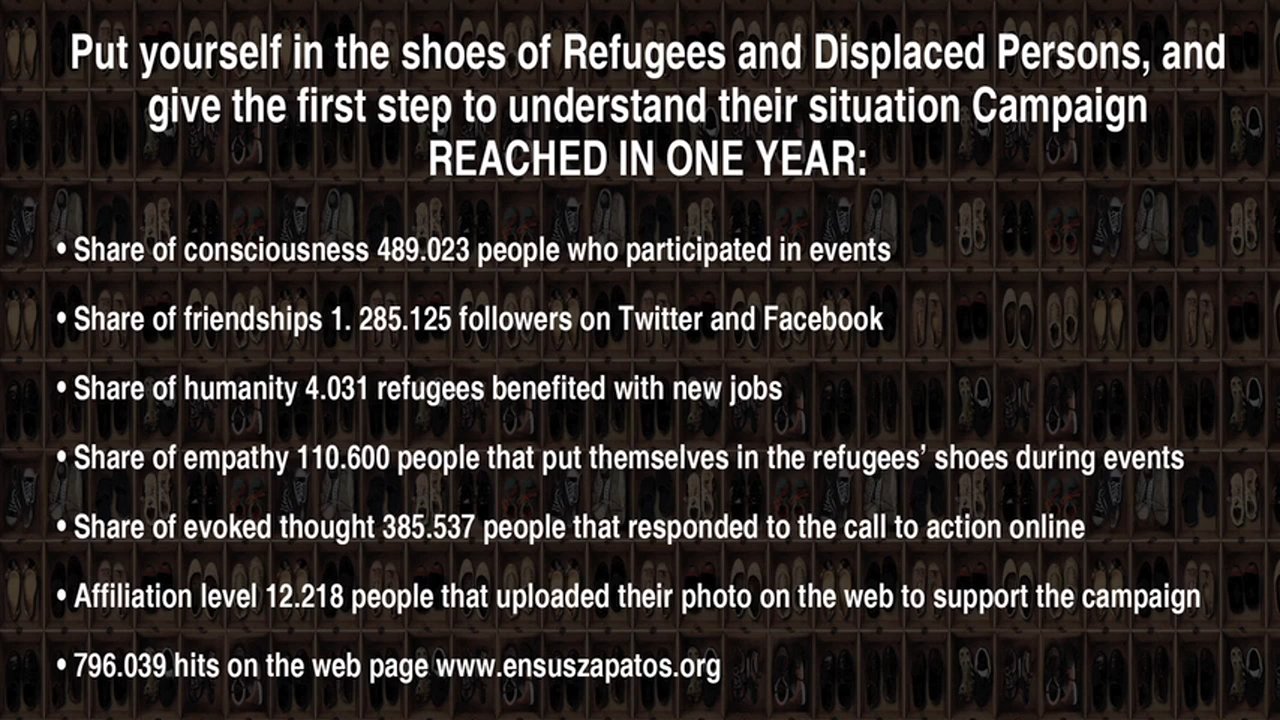 Put yourself in the shoes of Refugees and Displaced Persons, and
give the first step to understand their situation Campaign
REACHED IN ONE YEAR:
• Share of consciousness 489.023 people who participated in events
• Share of friendships 1. 285.125 followers on Twitter and Facebook
• Share of humanity 4.031 refugees benefited with new jobs
• Share of empathy 110.600 people that put themselves in the refugees’ shoes during events
• Share of evoked thought 385.537 people that responded to the call to action online
• Affiliation level 12.218 people that uploaded their photo on the web to support the campaign
• 796.039 hits on the web page www.ensuszapatos.org